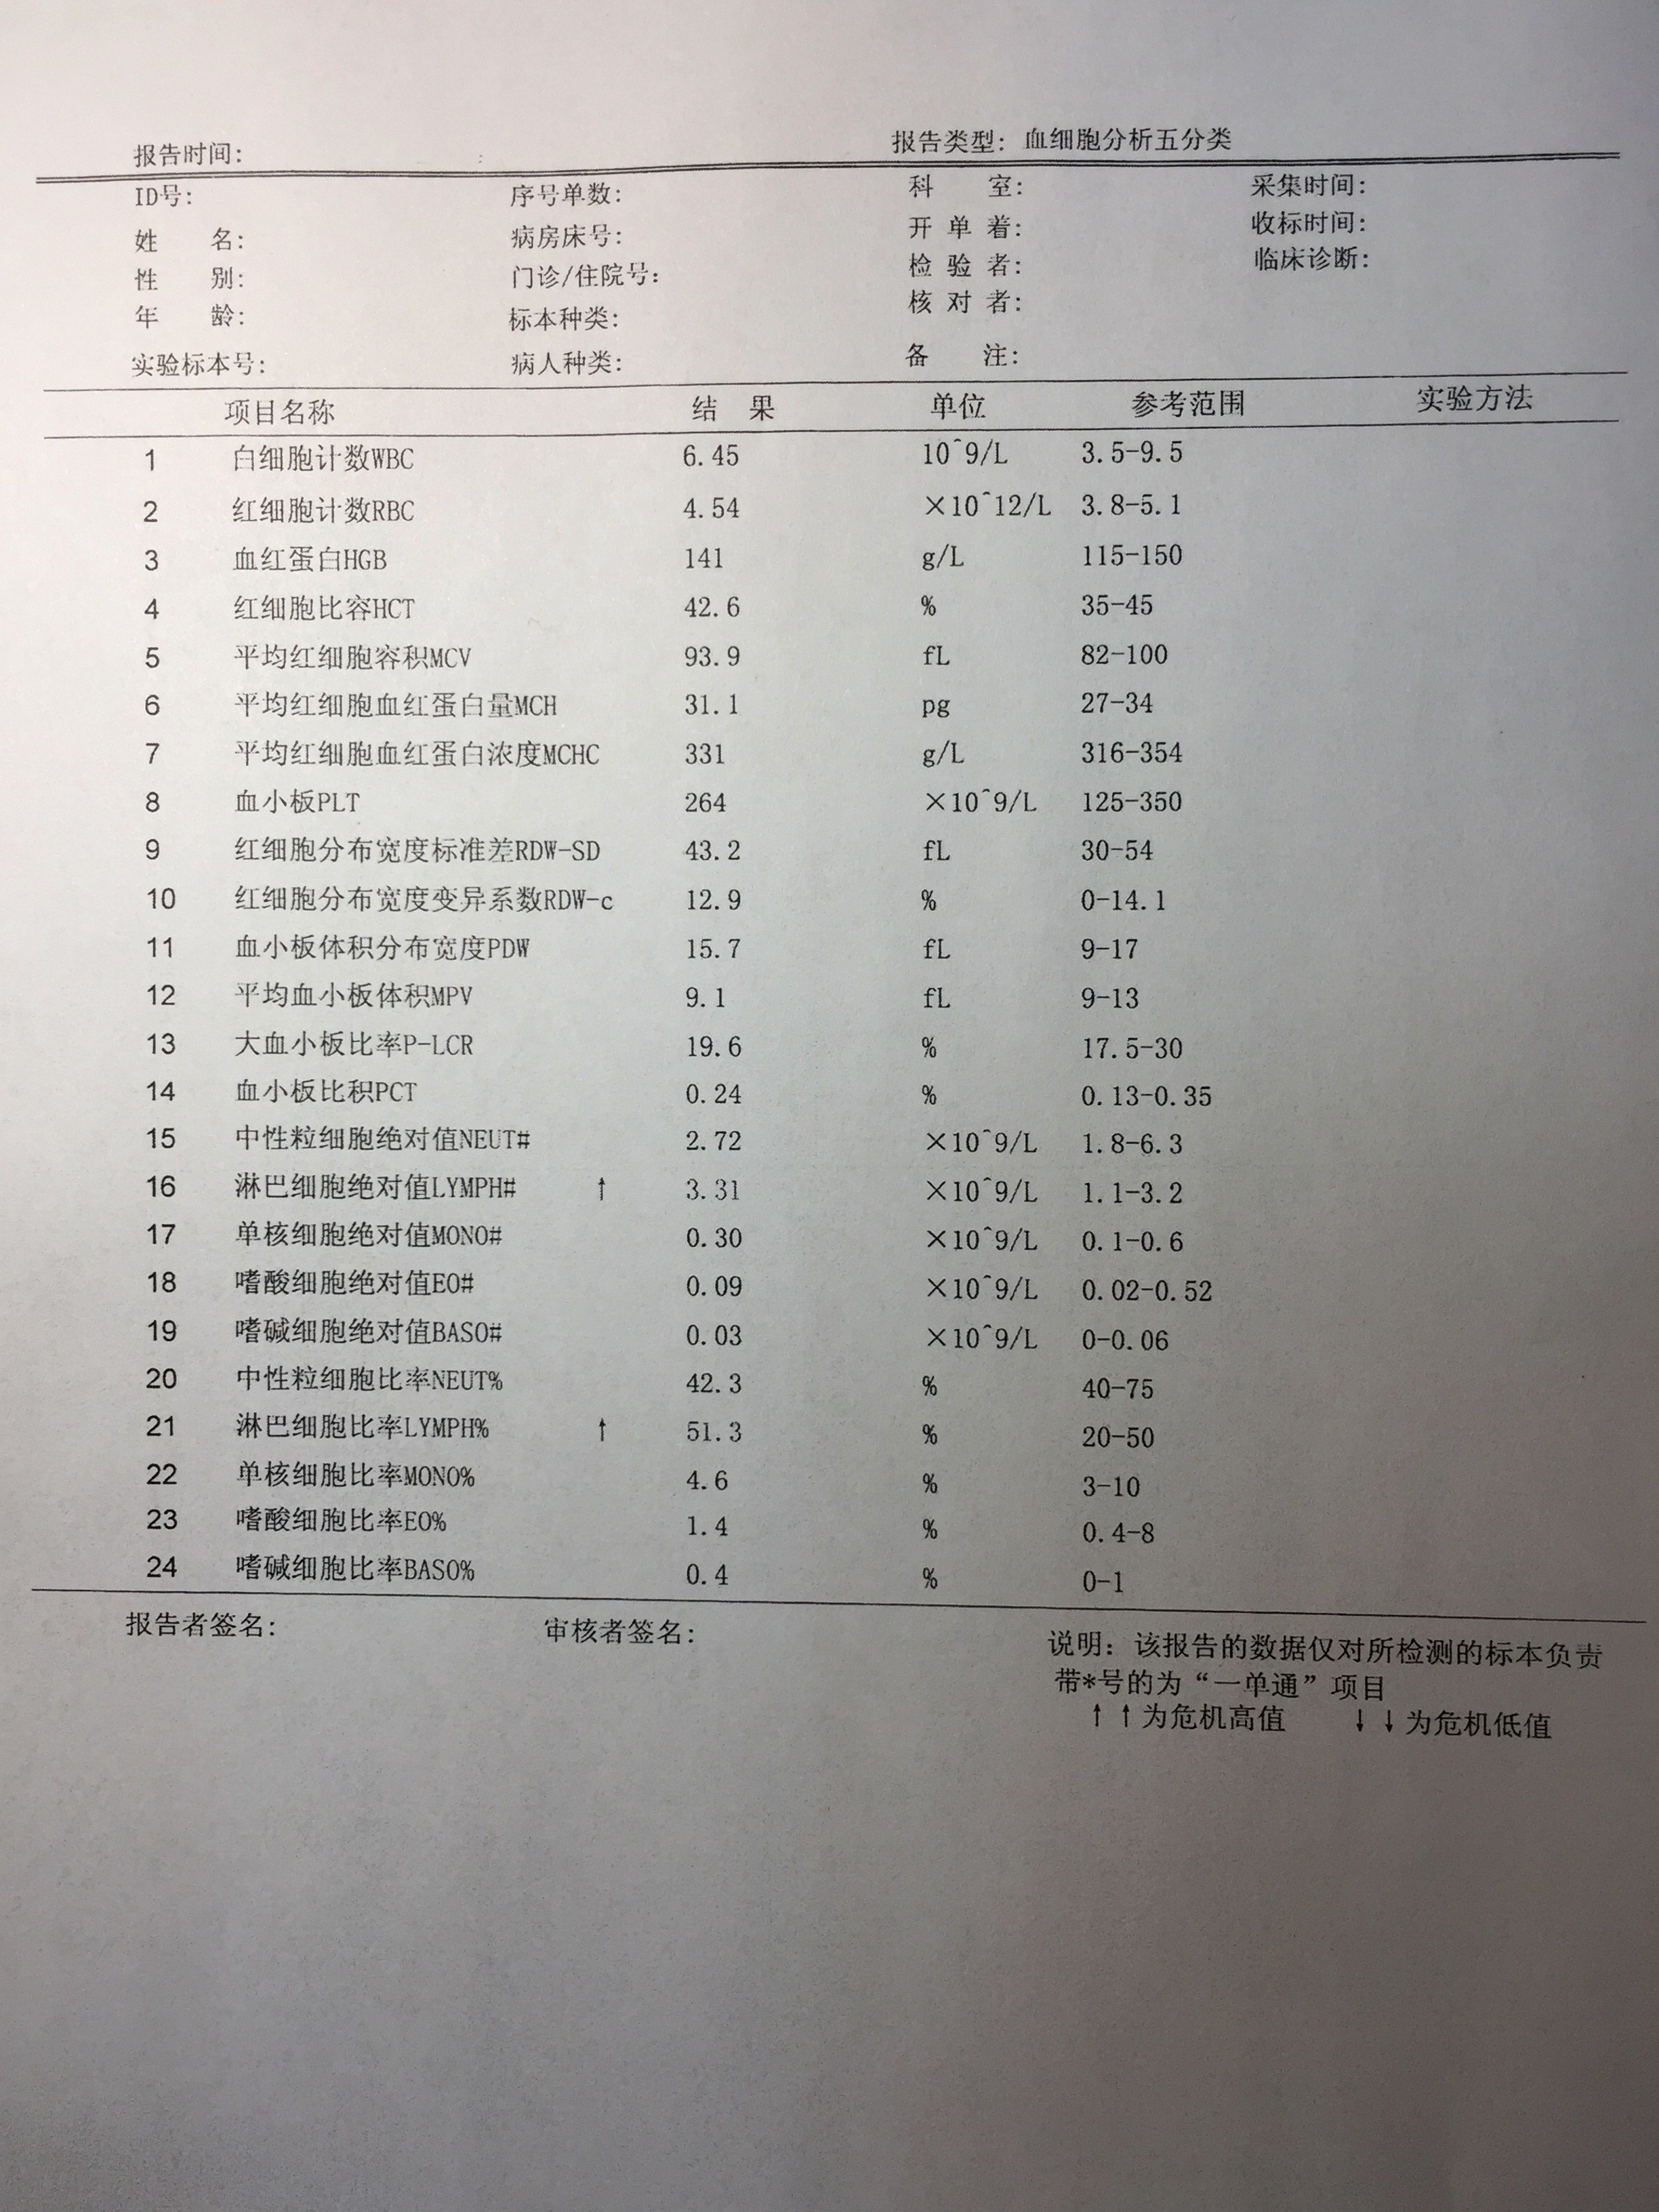 报告时间: 报告类型: 血细胞分析五分类
ID号: 序号单数: 科 室: 采集时间:
姓 名: 病房床号: 开 单 着: 收标时间:
性 别: 门诊/住院号: 检 验 者: 临床诊断:
年 龄: 标本种类: 核 对 者:
实验标本号: 病人种类: 备 注:
项目名称 结 果 单位 参考范围 实验方法
1 白细胞计数WBC 6.45 10^9/L 3.5-9.5
2 红细胞计数RBC 4.54 ×10^12/L 3.8-5.1
3 血红蛋白HGB 141 g/L 115-150
4 红细胞比容HCT 42.6 % 35-45
5 平均红细胞容积MCV 93.9 fL 82-100
6 平均红细胞血红蛋白量MCH 31.1 pg 27-34
7 平均红细胞血红蛋白浓度MCHC 331 g/L 316-354
8 血小板PLT 264 ×10^9/L 125-350
9 红细胞分布宽度标准差RDW-SD 43.2 fL 30-54
10 红细胞分布宽度变异系数RDW-c 12.9 % 0-14.1
11 血小板体积分布宽度PDW 15.7 fL 9-17
12 平均血小板体积MPV 9.1 fL 9-13
13 大血小板比率P-LCR 19.6 % 17.5-30
14 血小板比积PCT 0.24 % 0.13-0.35
15 中性粒细胞绝对值NEUT# 2.72 ×10^9/L 1.8-6.3
16 淋巴细胞绝对值LYMPH# ↑ 3.31 ×10^9/L 1.1-3.2
17 单核细胞绝对值MONO# 0.30 ×10^9/L 0.1-0.6
18 嗜酸细胞绝对值EO# 0.09 ×10^9/L 0.02-0.52
19 嗜碱细胞绝对值BASO# 0.03 ×10^9/L 0-0.06
20 中性粒细胞比率NEUT% 42.3 % 40-75
21 淋巴细胞比率LYMPH% ↑ 51.3 % 20-50
22 单核细胞比率MONO% 4.6 % 3-10
23 嗜酸细胞比率EO% 1.4 % 0.4-8
24 嗜碱细胞比率BASO% 0.4 % 0-1
报告者签名: 审核者签名:
说明: 该报告的数据仅对所检测的标本负责
带*号的为“一单通”项目
↑↑为危机高值 ↓↓为危机低值